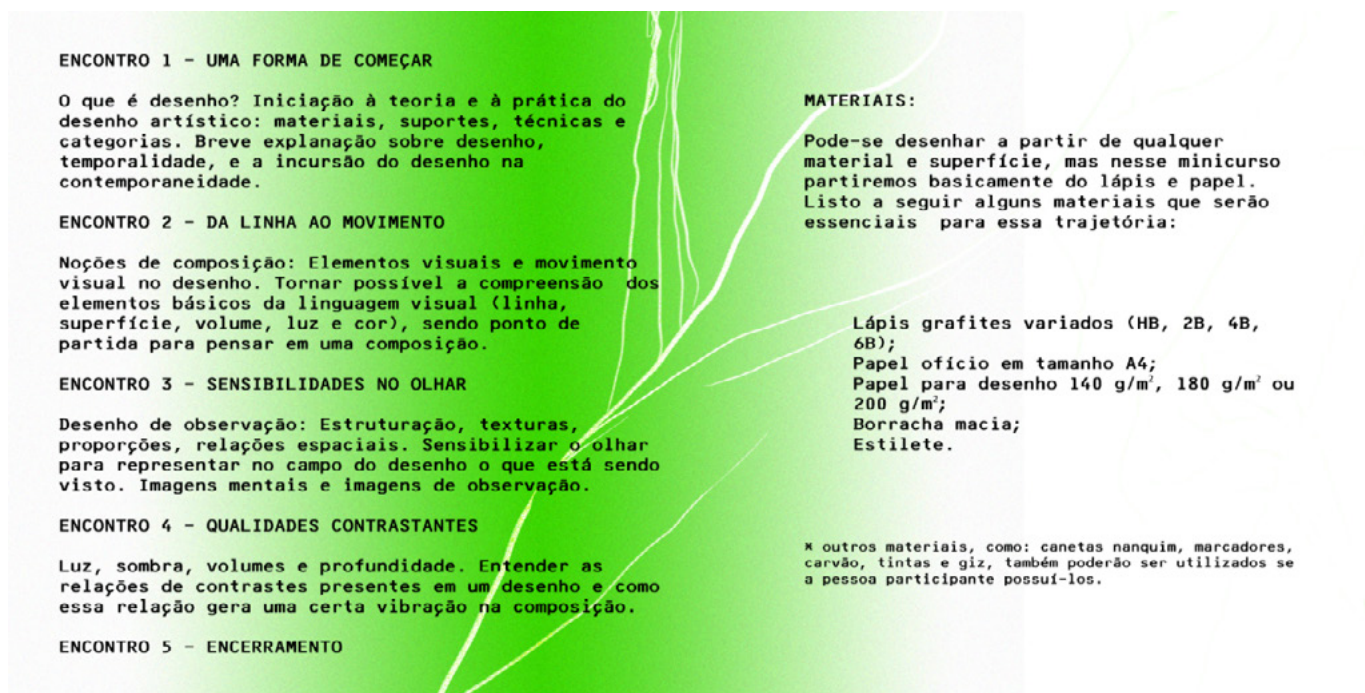 ENCONTRO 1 - UMA FORMA DE COMEÇAR
O que é desenho? Iniciação à teoria e à prática do
desenho artístico: materiais, suportes, técnicas e
categorias. Breve explanação sobre desenho,
temporalidade, e a incursão do desenho na
contemporaneidade.
ENCONTRO 2 - DA LINHA AO MOVIMENTO
Noções de composição: Elementos visuais e movimento
visual no desenho. Tornar possível a compreensão  dos
elementos básicos da linguagem visual (linha,
superfície, volume, luz e cor), sendo ponto de
partida para pensar em uma composição.
ENCONTRO 3 - SENSIBILIDADES NO OLHAR
Desenho de observação: Estruturação, texturas,
proporções, relações espaciais. Sensibilizar o olhar
para representar no campo do desenho o que está sendo
visto. Imagens mentais e imagens de observação.
ENCONTRO 4 - QUALIDADES CONTRASTANTES
Luz, sombra, volumes e profundidade. Entender as
relações de contrastes presentes em um desenho e como
essa relação gera uma certa vibração na composição.
ENCONTRO 5 - ENCERRAMENTO
MATERIAIS:
Pode-se desenhar a partir de qualquer
material e superfície, mas nesse minicurso
partiremos basicamente do lápis e papel.
Listo a seguir alguns materiais que serão
essenciais  para essa trajetória:
Lápis grafites variados (HB, 2B, 4B,
6B);
Papel ofício em tamanho A4;
Papel para desenho 140 g/m², 180 g/m² ou
200 g/m²;
Borracha macia;
Estilete.
* outros materiais, como: canetas nanquim, marcadores,
carvão, tintas e giz, também poderão ser utilizados se
a pessoa participante possuí-los.